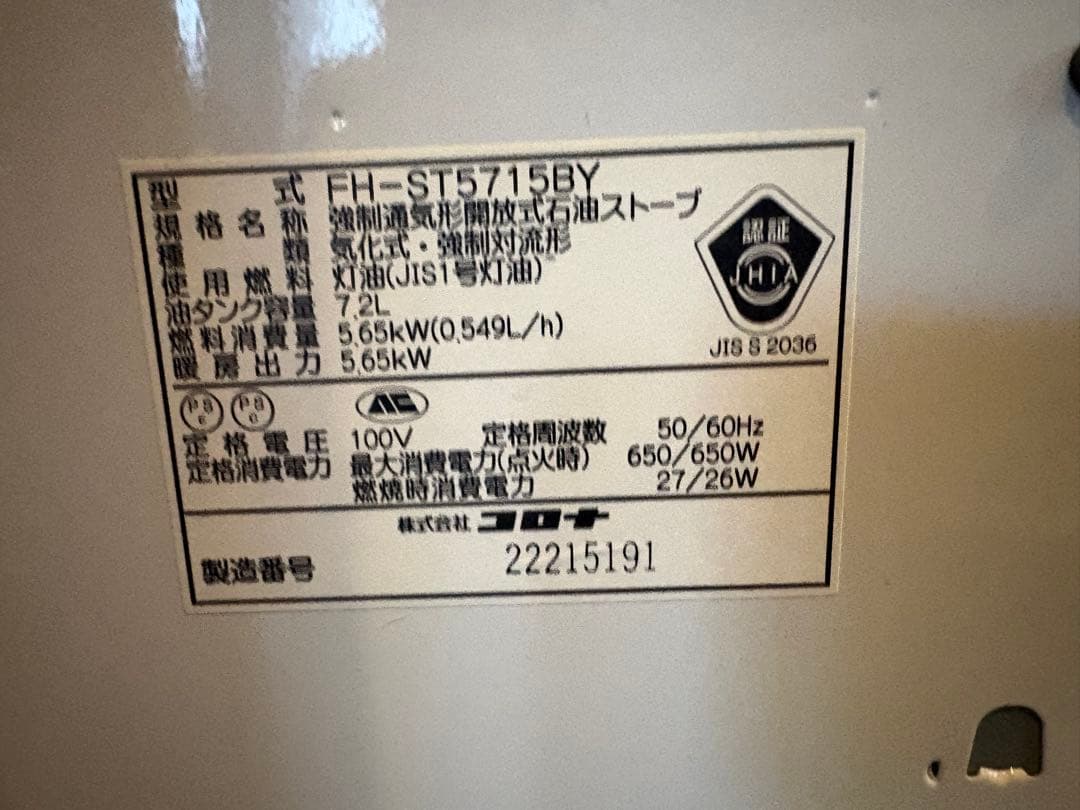 型式 FH-ST5715BY
規格名称 強制通気形開放式石油ストーブ
種類 気化式・強制対流形
使用燃料 灯油(JIS1号灯油)
油タンク容量 7.2L
燃料消費量 5.65kW(0.549L/h)
暖房出力 5.65kW
認証
JHIA
JIS S 2036
PS E PS C
定格電圧 100V 定格周波数 50/60Hz
定格消費電力 最大消費電力(点火時) 650/650W
燃焼時消費電力 27/26W
株式会社 コロナ
製造番号 22215191